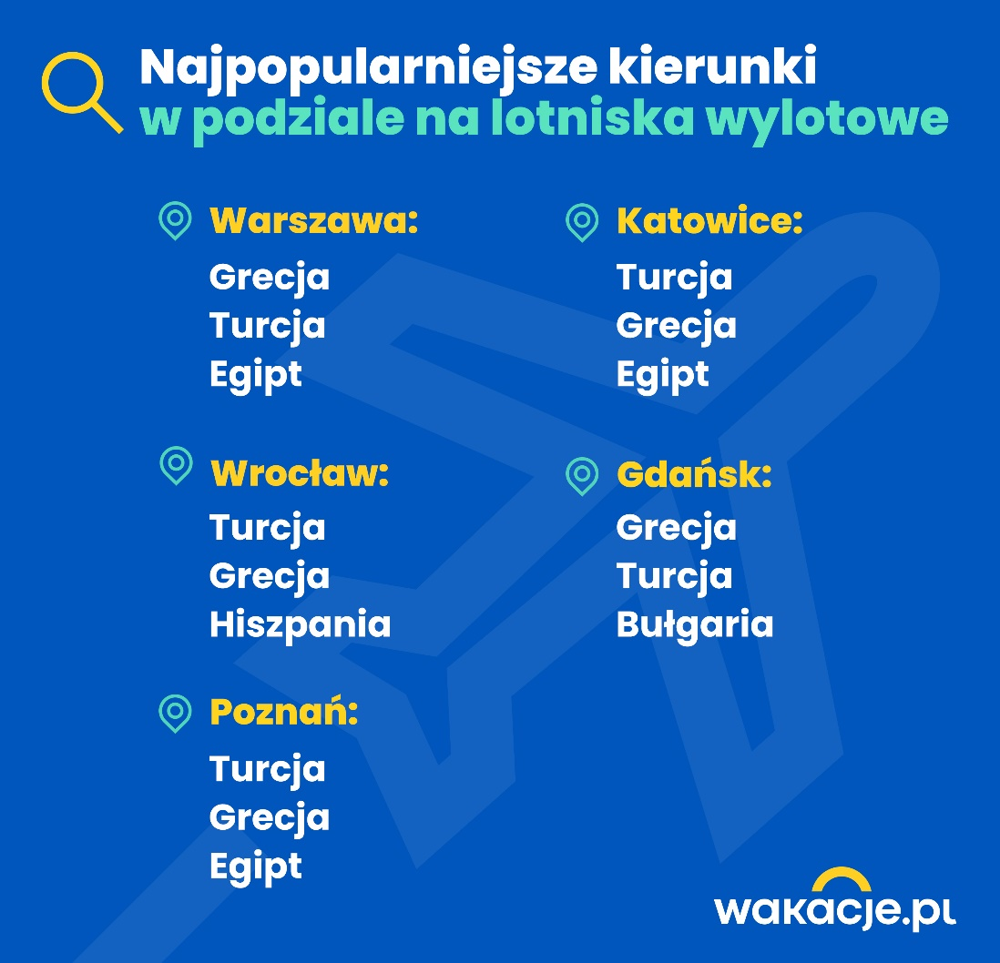 Najpopularniejsze kierunki
w podziale na lotniska wylotowe
Warszawa:
Grecja
Turcja
Egipt
Katowice:
Turcja
Grecja
Egipt
Wrocław:
Turcja
Grecja
Hiszpania
Gdańsk:
Grecja
Turcja
Bułgaria
Poznań:
Turcja
Grecja
Egipt
wakacje.pl